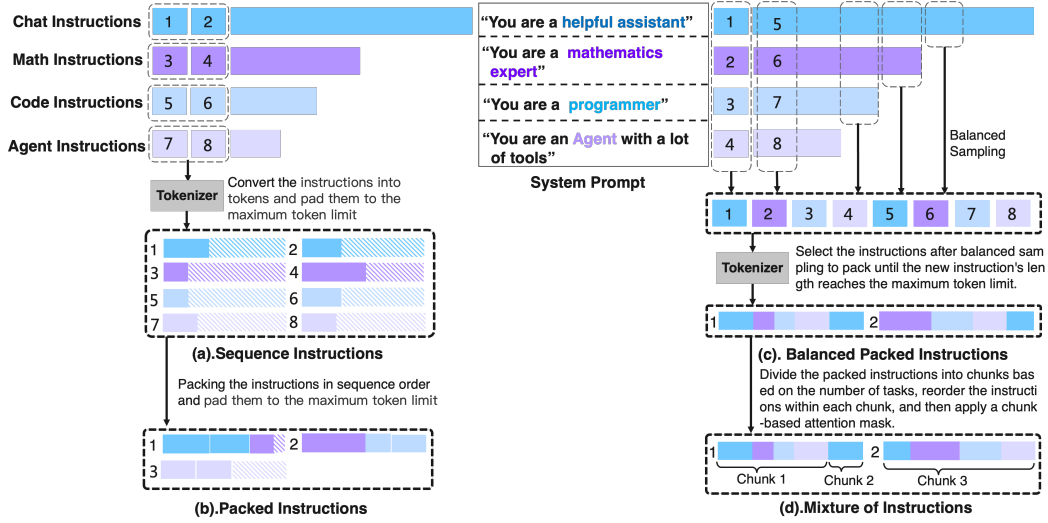 Chat Instructions
1 2
Math Instructions
3 4
Code Instructions
5 6
Agent Instructions
7 8
Tokenizer
Convert the instructions into
tokens and pad them to the
maximum token limit
1 2
3 4
5 6
7 8
(a).Sequence Instructions
Packing the instructions in sequence order
and pad them to the maximum token limit
1 2
3
(b).Packed Instructions
“You are a helpful assistant”
“You are a mathematics
expert”
“You are a programmer”
“You are an Agent with a lot
of tools”
System Prompt
1 5
2 6
3 7
4 8
Balanced
Sampling
1 2 3 4 5 6 7 8
Tokenizer
Select the instructions after balanced sam
pling to pack until the new instruction's len
gth reaches the maximum token limit.
1 2
(c). Balanced Packed Instructions
Divide the packed instructions into chunks bas
ed on the number of tasks, reorder the instructi
ons within each chunk, and then apply a chunk
-based attention mask.
1 2
Chunk 1 Chunk 2 Chunk 3
(d).Mixture of Instructions